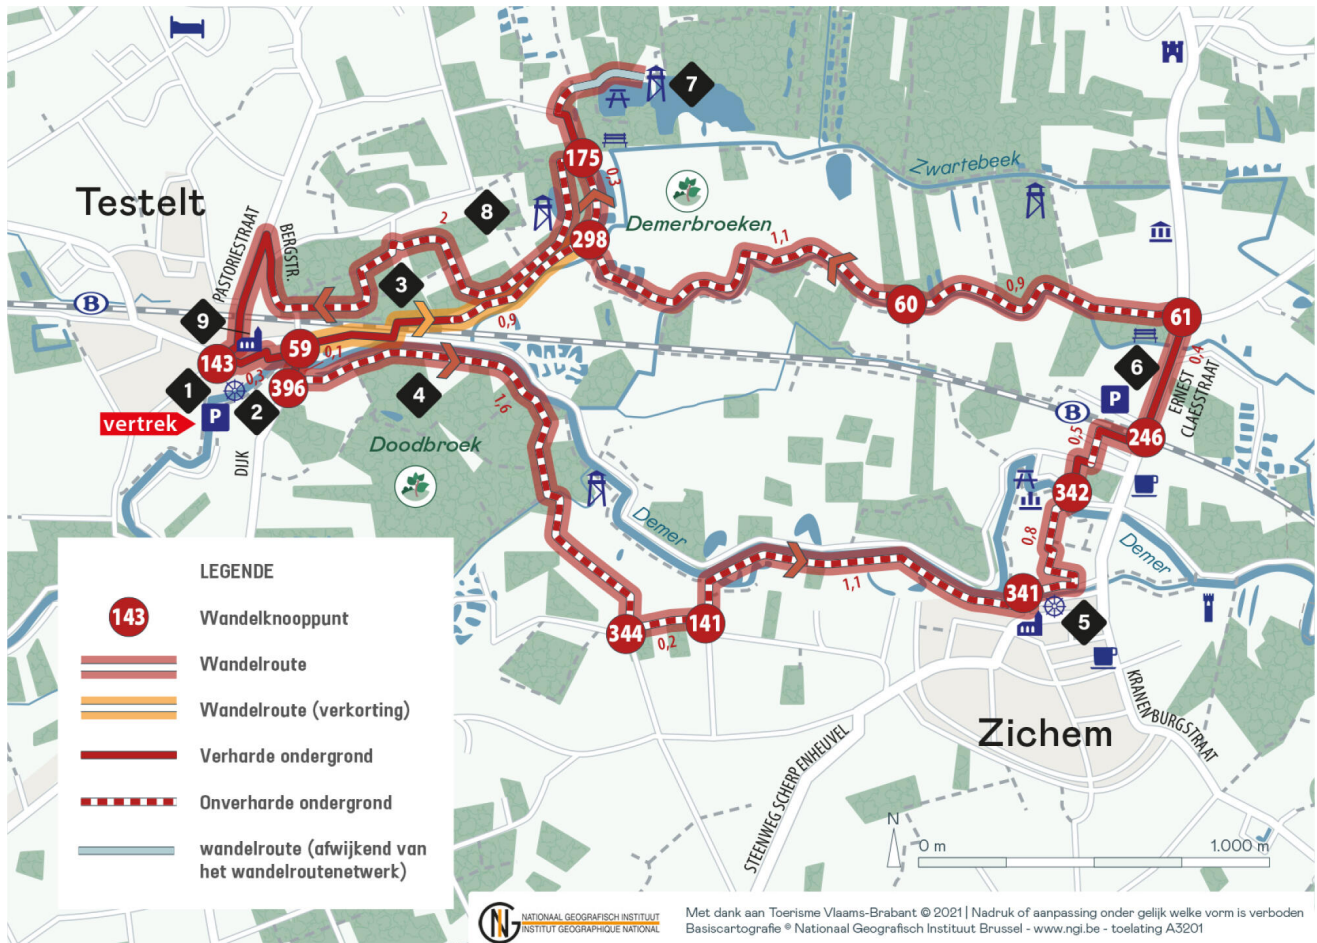 7
Zwartebeek
175
0,3
Testelt
8
Demerbroeken
PASTORIESTRAAT
BERGSTR.
2
298
1,1
3
60
0,9
61
B
9
0,9
59
0,1
143
0,3
396
1
2
vertrek
P
DIJK
4
1,6
Doodbroek
6
0,4
ERNEST
CLAESSTRAAT
P
B
246
0,5
342
0,8
Demer
Demer
1,1
341
5
344
0,2
141
Zichem
KRANENBURGSTRAAT
STEENWEG SCHERPENHEUVEL
LEGENDE
143
Wandelknooppunt
Wandelroute
Wandelroute (verkorting)
Verharde ondergrond
Onverharde ondergrond
wandelroute (afwijkend van
het wandelroutenetwerk)
N
0 m
1.000 m
NGI
NATIONAAL GEOGRAFISCH INSTITUUT
INSTITUT GEOGRAPHIQUE NATIONAL
Met dank aan Toerisme Vlaams-Brabant © 2021 | Nadruk of aanpassing onder gelijk welke vorm is verboden
Basiscartografie ® Nationaal Geografisch Instituut Brussel - www.ngi.be - toelating A3201